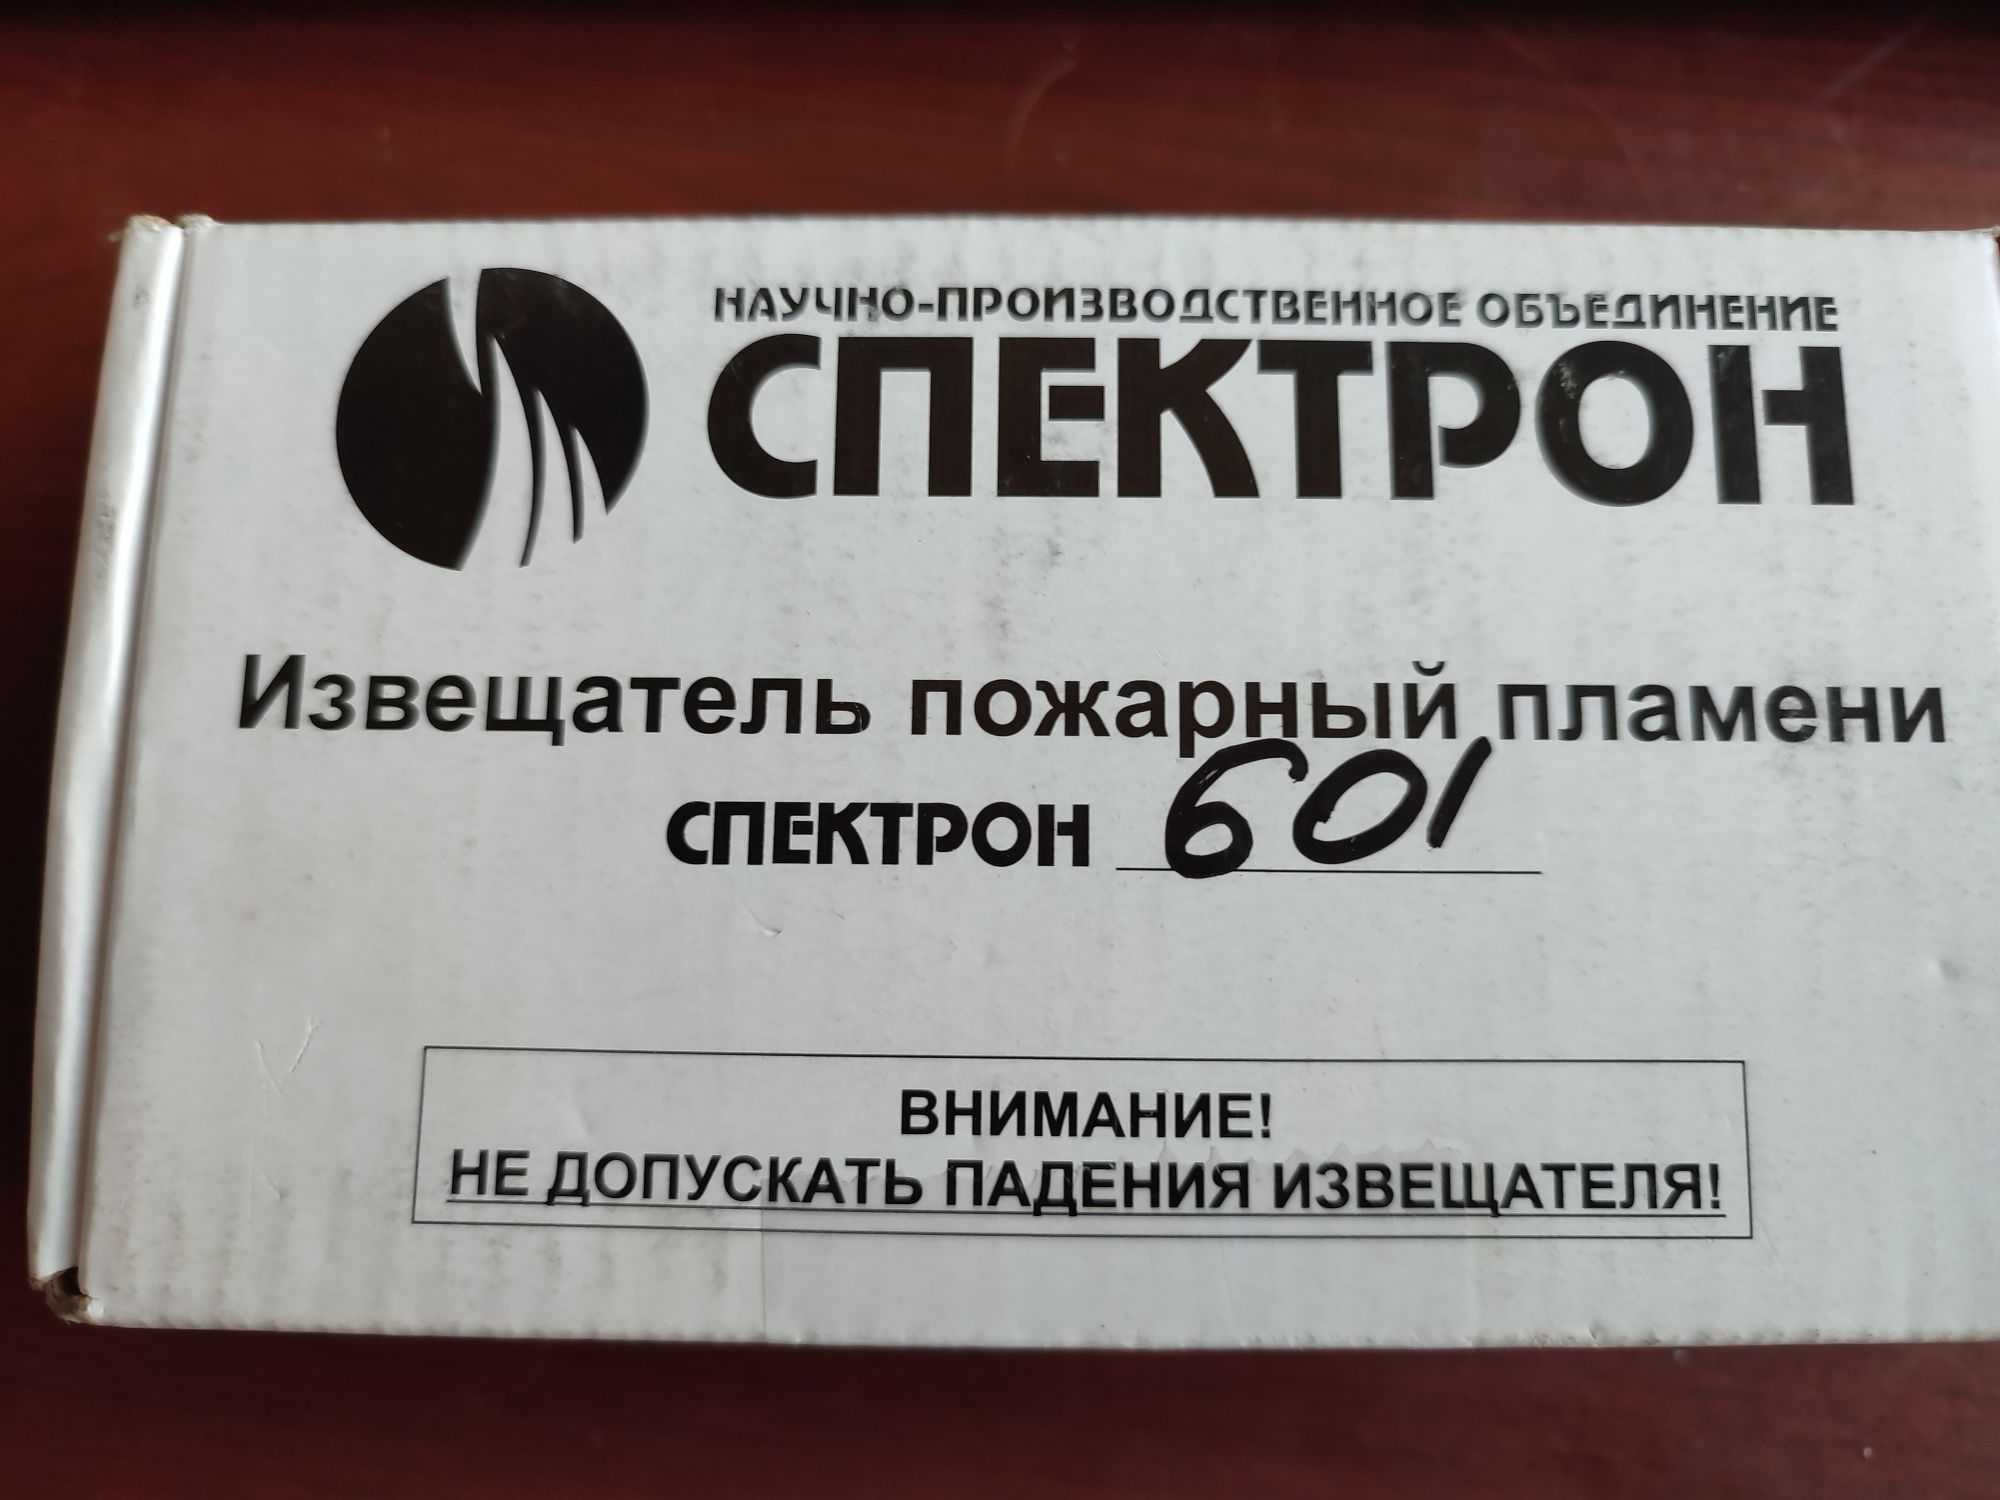 НАУЧНО-ПРОИЗВОДСТВЕННОЕ ОБЪЕДИНЕНИЕ
СПЕКТРОН
Извещатель пожарный пламени
СПЕКТРОН 601
ВНИМАНИЕ!
НЕ ДОПУСКАТЬ ПАДЕНИЯ ИЗВЕЩАТЕЛЯ!